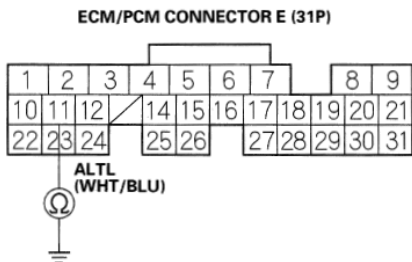 ECM/PCM CONNECTOR E (31P)
1 2 3 4 5 6 7 8 9
10 11 12 14 15 16 17 18 19 20 21
22 23 24 25 26 27 28 29 30 31
ALTL
(WHT/BLU)
Ω